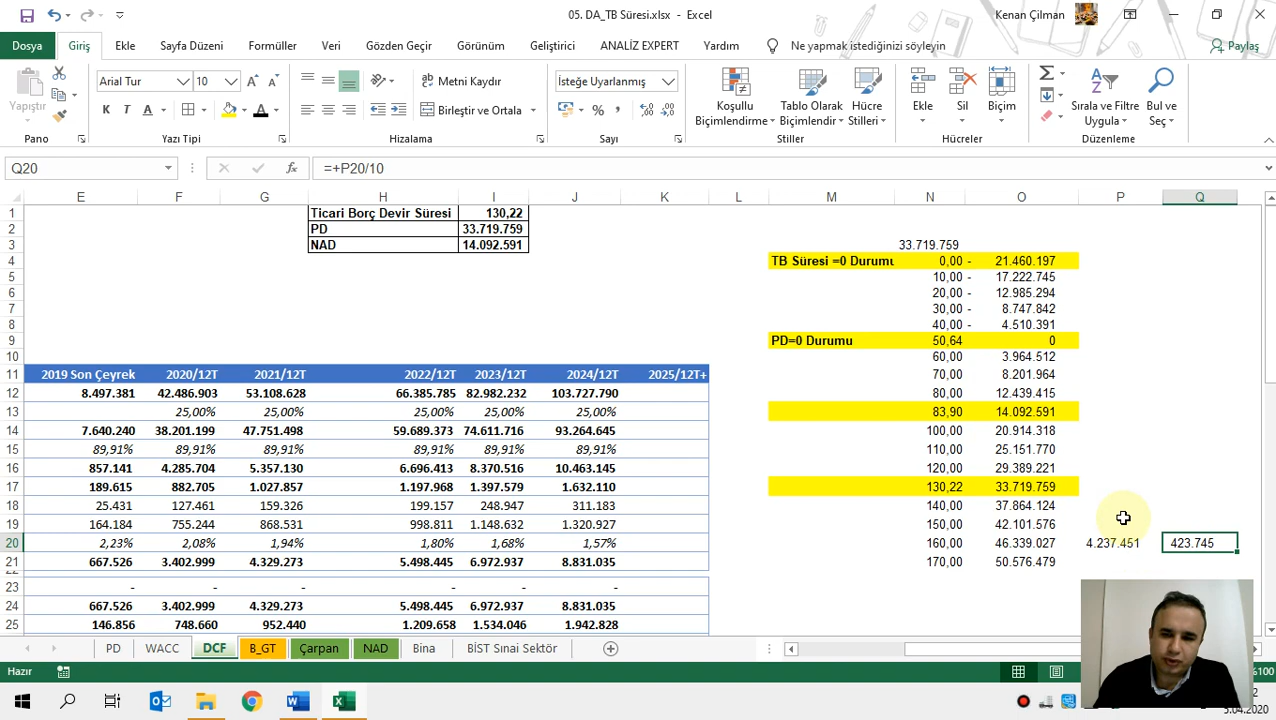 05. DA_TB Süresi.xlsx - Excel
Kenan Çilman
Dosya Giriş Ekle Sayfa Düzeni Formüller Veri Gözden Geçir Görünüm Geliştirici ANALİZ EXPERT Yardım Ne yapmak istediğinizi söyleyin Paylaş
Yapıştır
Arial Tur 10
K T A
Metni Kaydır
Birleştir ve Ortala
İsteğe Uyarlanmış
Koşullu Biçimlendirme
Tablo Olarak Biçimlendir
Hücre Stilleri
Ekle
Sil
Biçim
Sırala ve Filtre Uygula
Bul ve Seç
Pano Yazı Tipi Hizalama Sayı Stiller Hücreler Düzenleme
Q20 fx =+P20/10
E F G H I J K L M N O P Q
1 Ticari Borç Devir Süresi 130,22
2 PD 33.719.759
3 NAD 14.092.591 33.719.759
4 TB Süresi =0 Durumu 0,00 - 21.460.197
5 10,00 - 17.222.745
6 20,00 - 12.985.294
7 30,00 - 8.747.842
8 40,00 - 4.510.391
9 PD=0 Durumu 50,64 0
10 60,00 3.964.512
11 2019 Son Çeyrek 2020/12T 2021/12T 2022/12T 2023/12T 2024/12T 2025/12T+ 70,00 8.201.964
12 8.497.381 42.486.903 53.108.628 66.385.785 82.982.232 103.727.790 80,00 12.439.415
13 25,00% 25,00% 25,00% 25,00% 25,00% 83,90 14.092.591
14 7.640.240 38.201.199 47.751.498 59.689.373 74.611.716 93.264.645 100,00 20.914.318
15 89,91% 89,91% 89,91% 89,91% 89,91% 89,91% 110,00 25.151.770
16 857.141 4.285.704 5.357.130 6.696.413 8.370.516 10.463.145 120,00 29.389.221
17 189.615 882.705 1.027.857 1.197.968 1.397.579 1.632.110 130,22 33.719.759
18 25.431 127.461 159.326 199.157 248.947 311.183 140,00 37.864.124
19 164.184 755.244 868.531 998.811 1.148.632 1.320.927 150,00 42.101.576
20 2,23% 2,08% 1,94% 1,80% 1,68% 1,57% 160,00 46.339.027 4.237.451 423.745
21 667.526 3.402.999 4.329.273 5.498.445 6.972.937 8.831.035 170,00 50.576.479
23 - - - - - -
24 667.526 3.402.999 4.329.273 5.498.445 6.972.937 8.831.035
25 146.856 748.660 952.440 1.209.658 1.534.046 1.942.828
PD WACC DCF B_GT Çarpan NAD Bina BİST Sınai Sektör
Hazır